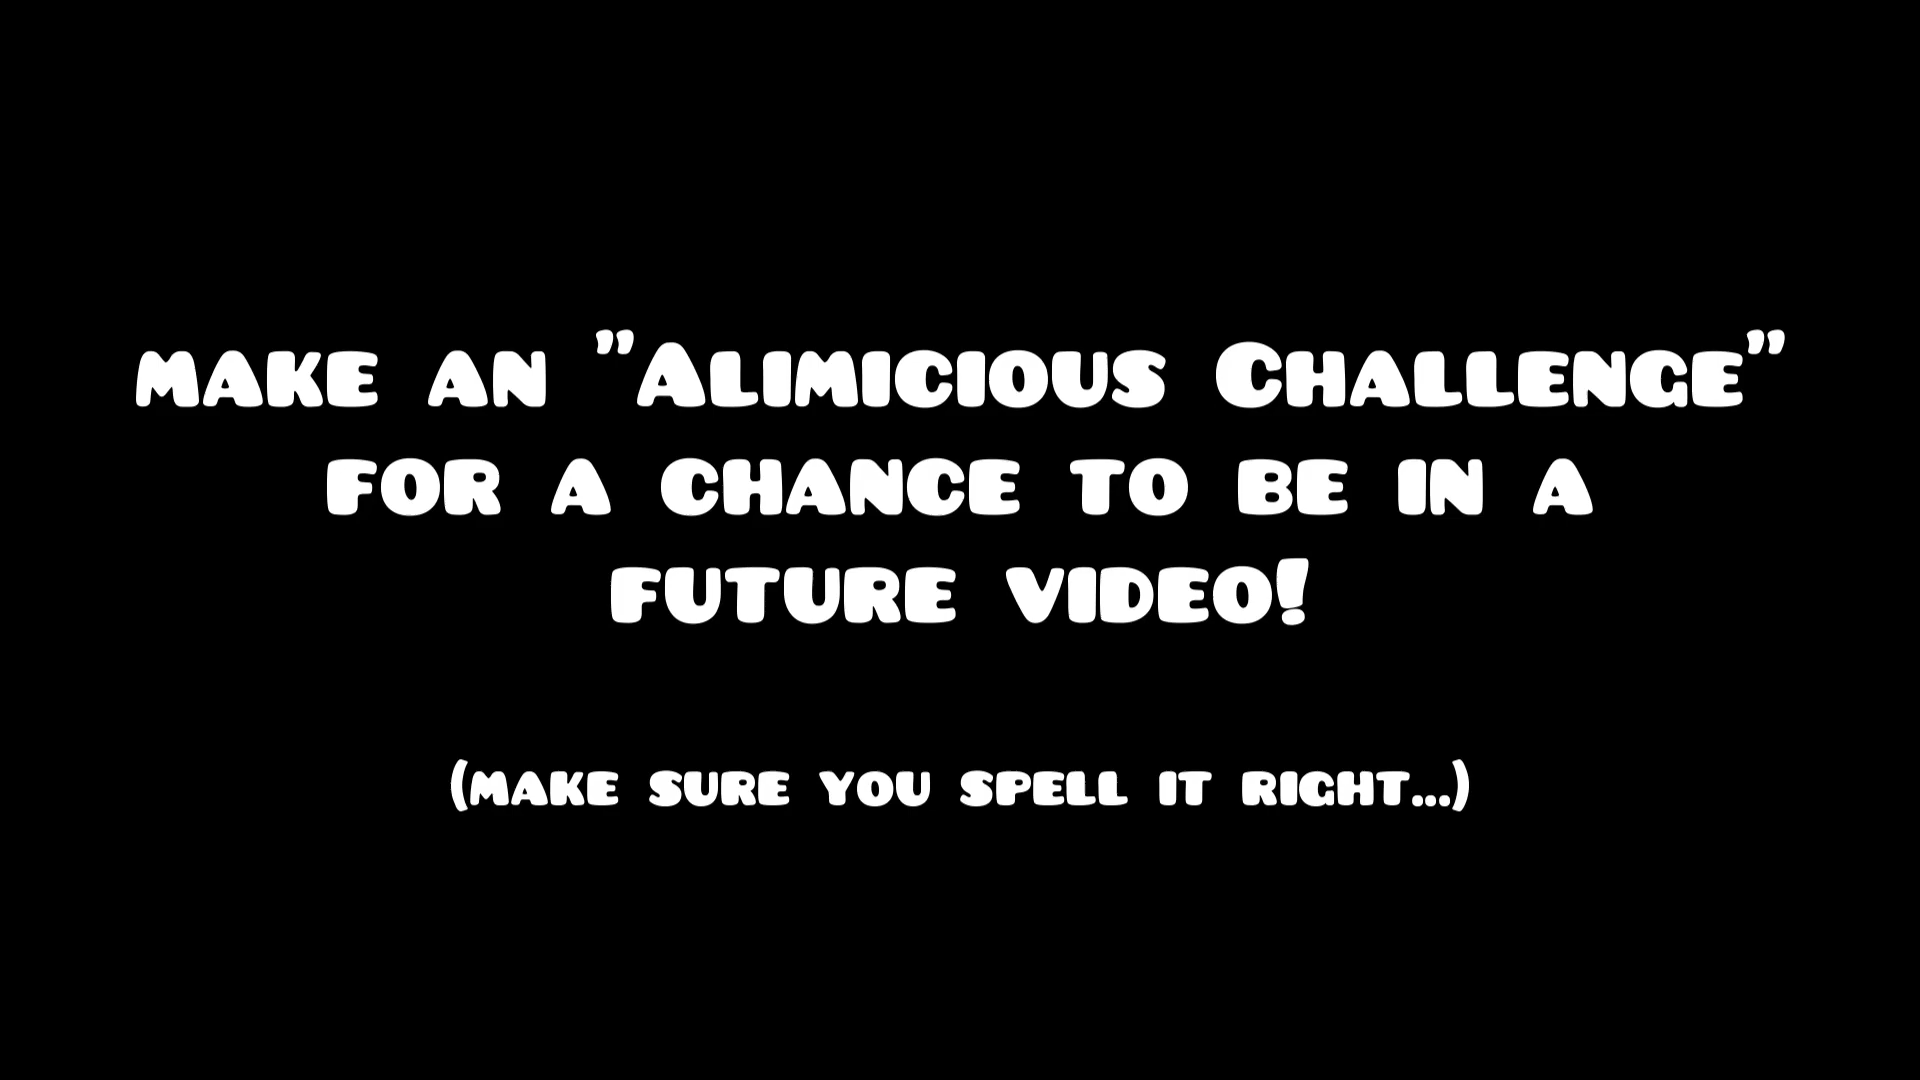 make an "Alimicious Challenge"
for a chance to be in a
future video!
(make sure you spell it right...)